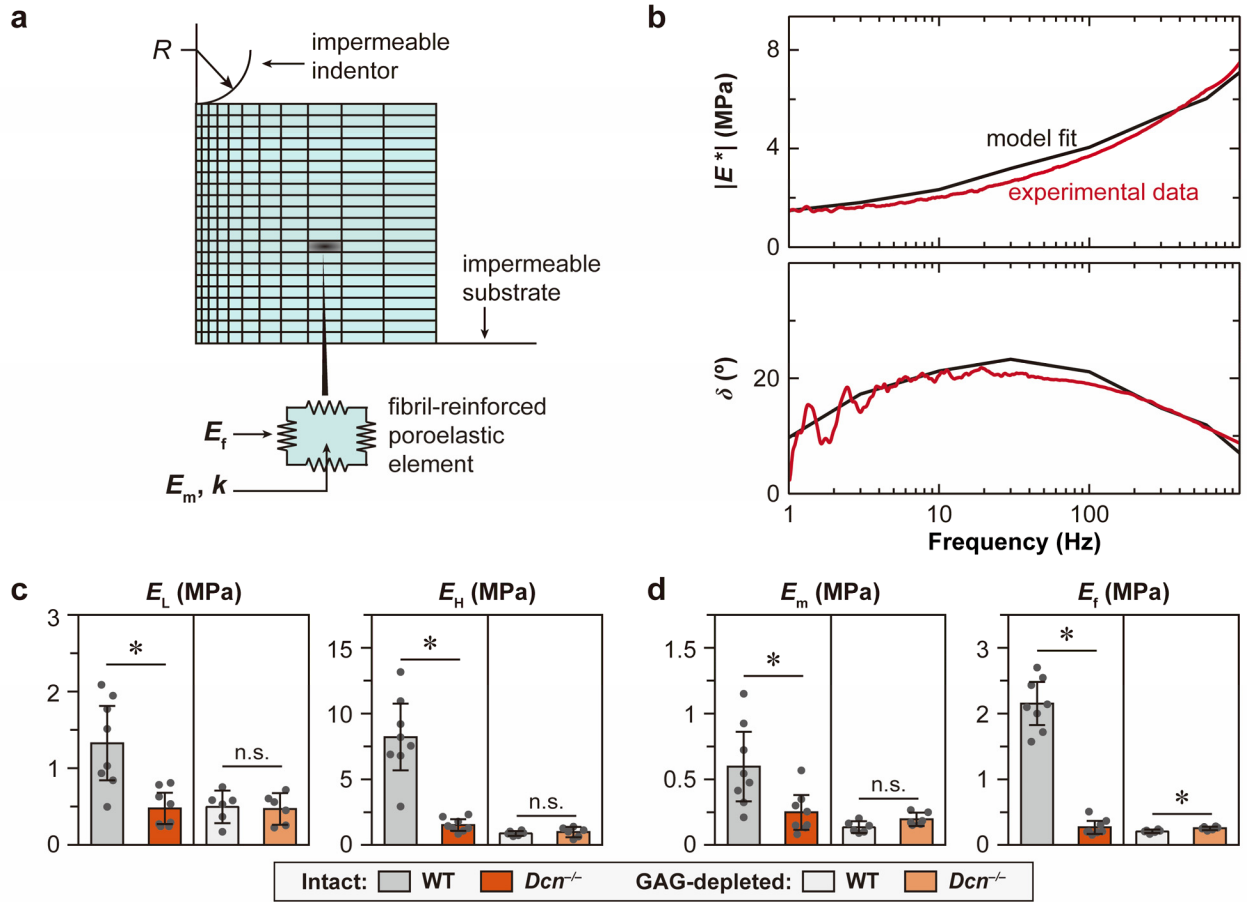 a
R
impermeable
indentor
impermeable
substrate
fibril-reinforced
poroelastic
element
E_f
E_m, k
b
|E*| (MPa)
8
4
0
model fit
experimental data
δ (º)
20
0
1
10
100
Frequency (Hz)
c
E_L (MPa)
3
2
1
0
*
n.s.
E_H (MPa)
15
10
5
0
*
n.s.
d
E_m (MPa)
1.5
1
0.5
0
*
n.s.
E_f (MPa)
3
2
1
0
*
*
Intact: WT Dcn–/– GAG-depleted: WT Dcn–/–